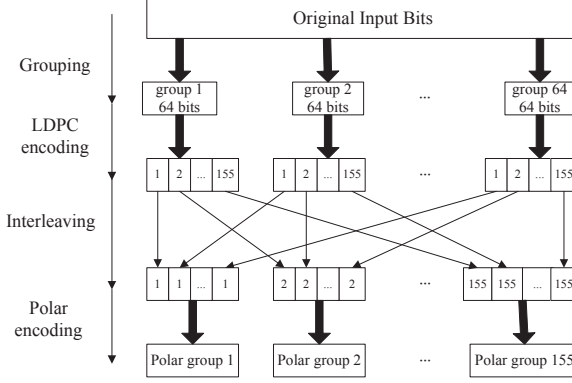 Original Input Bits
Grouping
group 1
64 bits
group 2
64 bits
...
group 64
64 bits
LDPC
encoding
1 2 ... 155
1 2 ... 155
...
1 2 ... 155
Interleaving
1 1 ... 1
2 2 ... 2
...
155 155 ... 155
Polar
encoding
Polar group 1
Polar group 2
...
Polar group 155